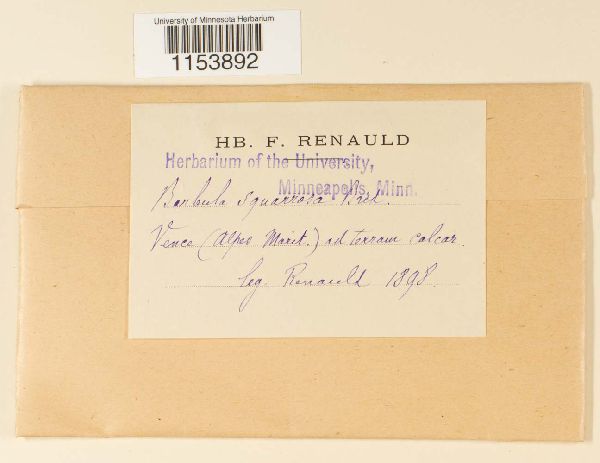 University of Minnesota Herbarium
1153892
HB. F. RENAULD
Herbarium of the University,
Minneapolis, Minn.
Barbula squarrosa Brid.
Vence (Alpes Marit.) ad terram calcar.
leg. Renauld 1898.